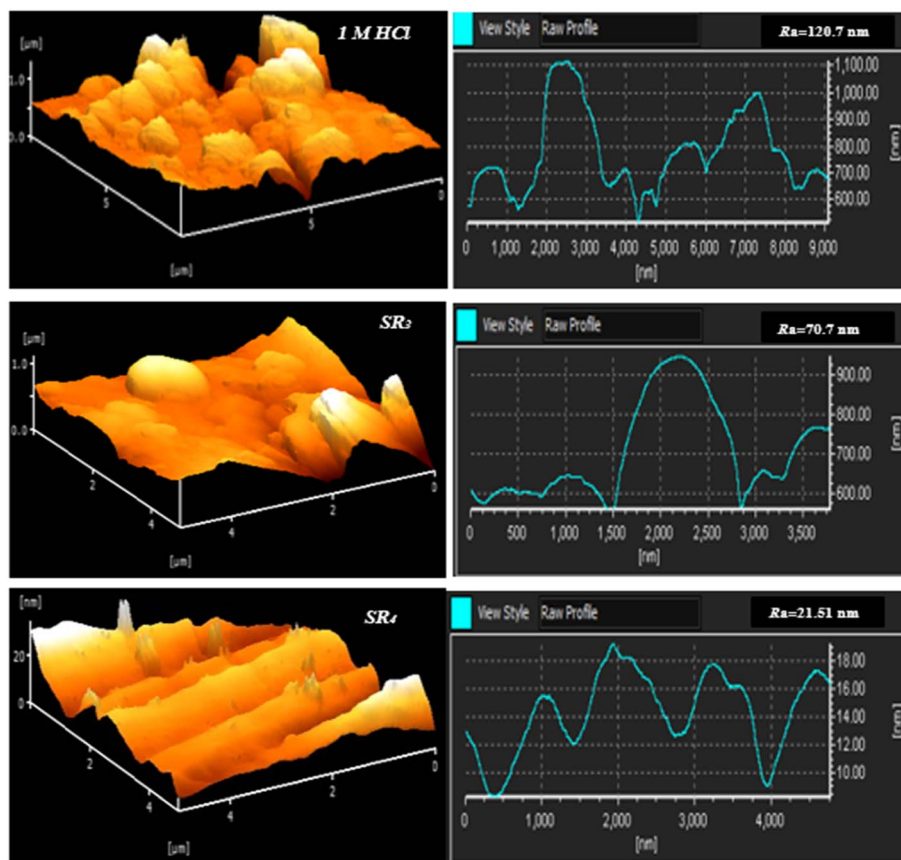 1 M HCl
[µm]
1.0
0.0
5
5
0
[µm]
View Style Raw Profile
Ra=120.7 nm
1,100.00
1,000.00
900.00
800.00
700.00
600.00
[nm]
0 1,000 2,000 3,000 4,000 5,000 6,000 7,000 8,000 9,000
[nm]
SR3
[µm]
1.0
0.0
2
4
4
2
0
[µm]
View Style Raw Profile
Ra=70.7 nm
900.00
800.00
700.00
600.00
[nm]
0 500 1,000 1,500 2,000 2,500 3,000 3,500
[nm]
SR4
[nm]
20
0
2
4
4
2
0
[µm]
View Style Raw Profile
Ra=21.51 nm
18.00
16.00
14.00
12.00
10.00
[nm]
0 1,000 2,000 3,000 4,000
[nm]